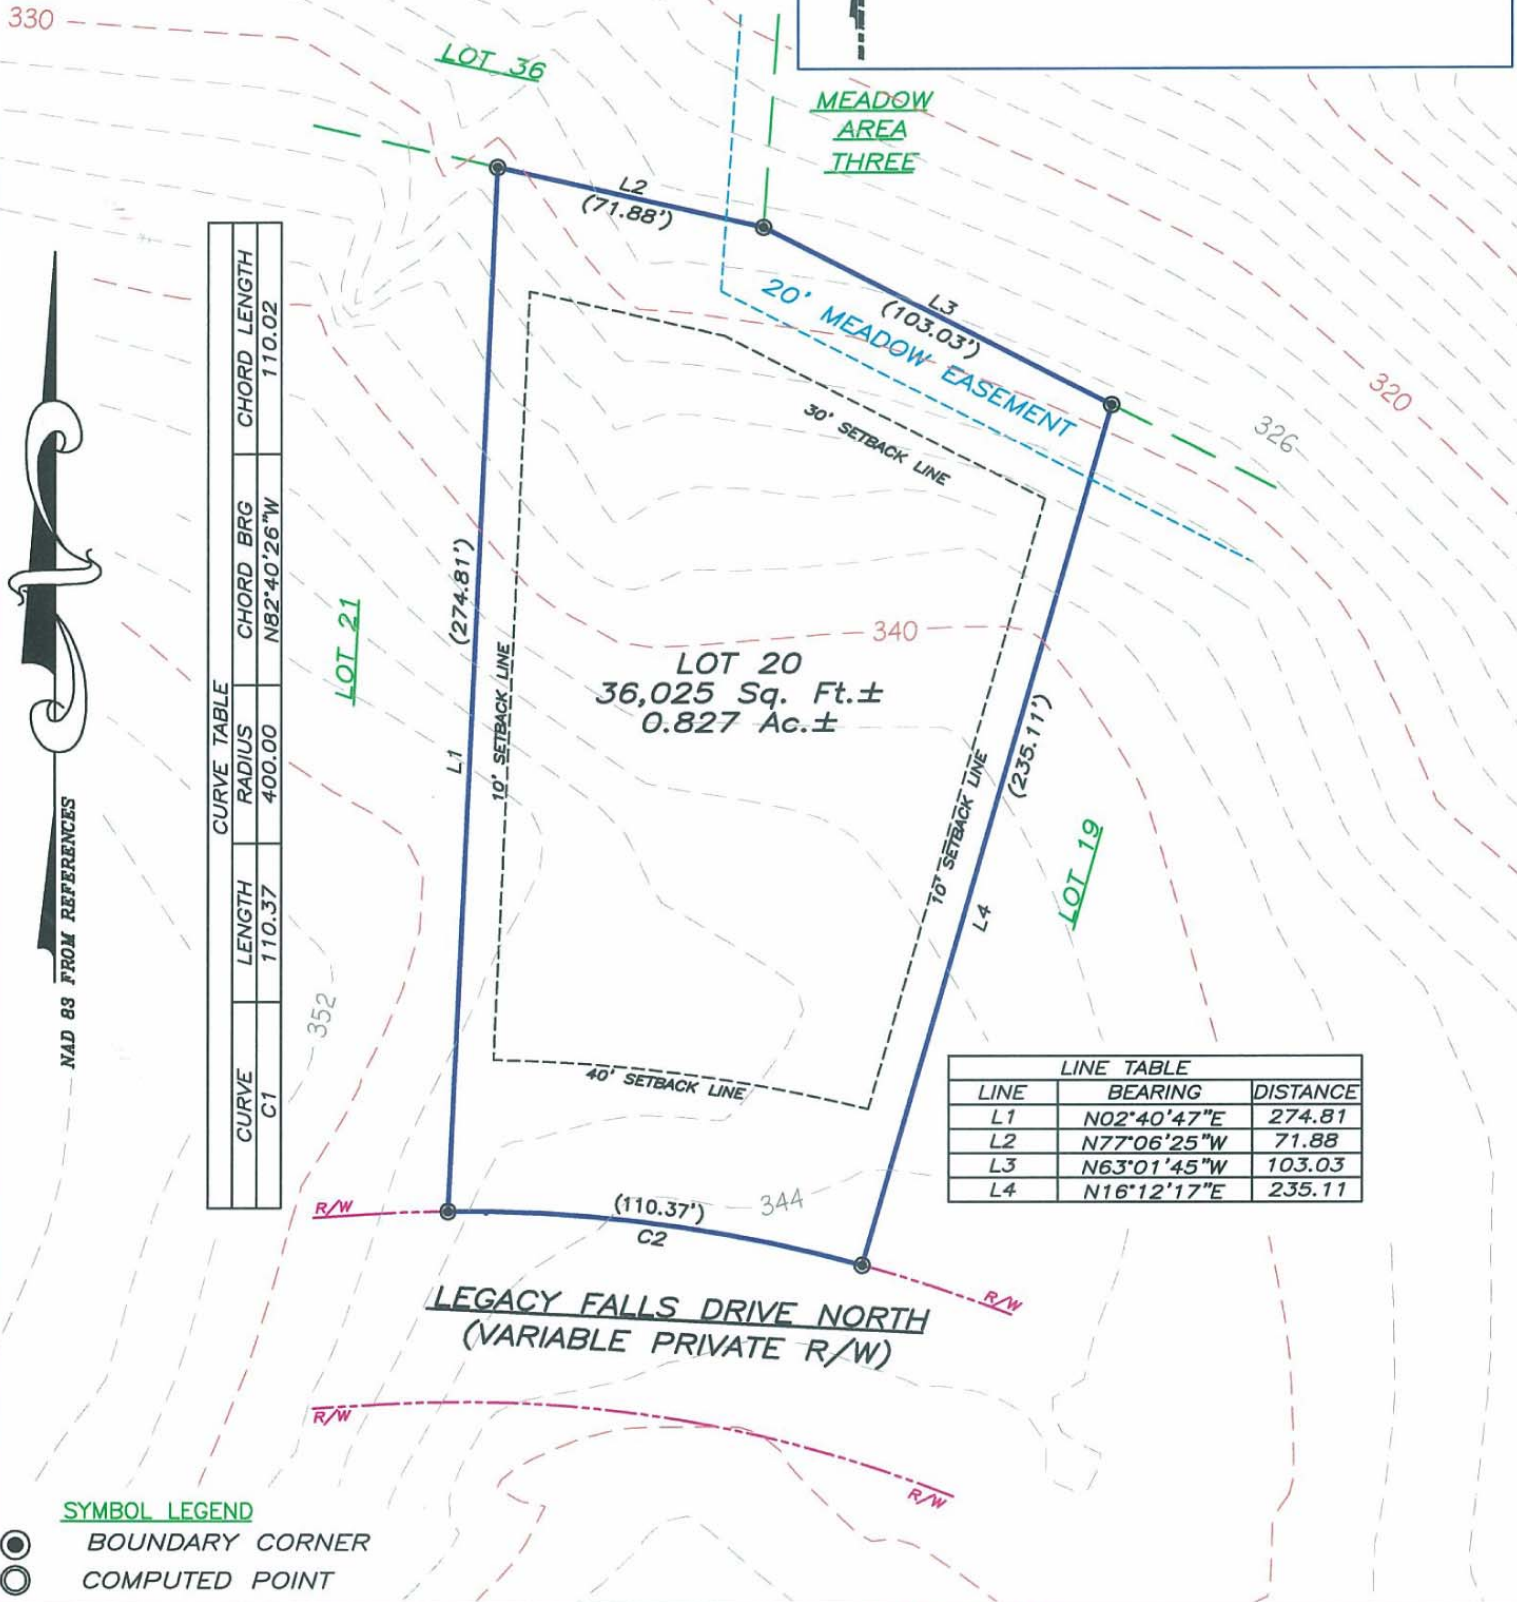 330
LOT 36
MEADOW
AREA
THREE
L2
(71.88')
L3
(103.03')
20' MEADOW EASEMENT
30' SETBACK LINE
320
326
CURVE TABLE
CURVE LENGTH RADIUS CHORD BRG CHORD LENGTH
C1 110.37 400.00 N82°40'26"W 110.02
NAD 83 FROM REFERENCES
LOT 21
(274.81')
L1
10' SETBACK LINE
340
LOT 20
36,025 Sq. Ft.±
0.827 Ac.±
(235.11')
10' SETBACK LINE
L4
LOT 19
352
40' SETBACK LINE
LINE TABLE
LINE BEARING DISTANCE
L1 N02°40'47"E 274.81
L2 N77°06'25"W 71.88
L3 N63°01'45"W 103.03
L4 N16°12'17"E 235.11
R/W
(110.37')
C2
344
R/W
LEGACY FALLS DRIVE NORTH
(VARIABLE PRIVATE R/W)
R/W
R/W
SYMBOL LEGEND
BOUNDARY CORNER
COMPUTED POINT